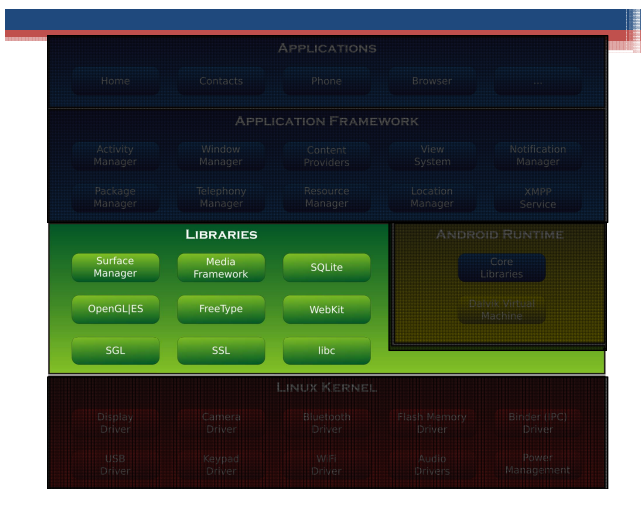 APPLICATIONS
Home Contacts Phone Browser ...
APPLICATION FRAMEWORK
Activity Manager Window Manager Content Providers View System Notification Manager
Package Manager Telephony Manager Resource Manager Location Manager XMPP Service
LIBRARIES
Surface Manager Media Framework SQLite
OpenGL|ES FreeType WebKit
SGL SSL libc
ANDROID RUNTIME
Core Libraries
Dalvik Virtual Machine
LINUX KERNEL
Display Driver Camera Driver Bluetooth Driver Flash Memory Driver Binder (IPC) Driver
USB Driver Keypad Driver WiFi Driver Audio Drivers Power Management